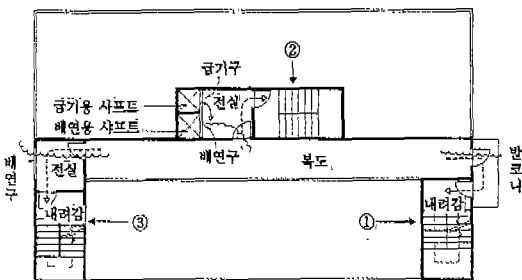 ②
급기구
급기용 샤프트
전실
배연용 샤프트
배연구
복도
배연구
전실
발코니
내려감
③
①
내려감